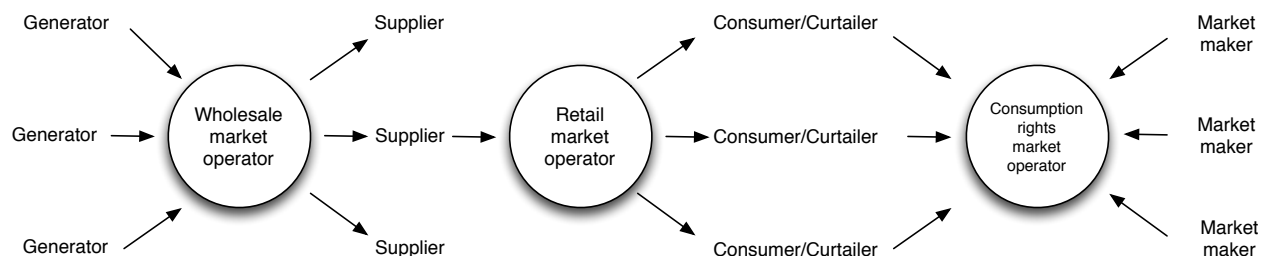 Generator
Supplier
Consumer/Curtailer
Market
maker
Generator
Wholesale
market
operator
Supplier
Retail
market
operator
Consumer/Curtailer
Consumption
rights
market
operator
Market
maker
Generator
Supplier
Consumer/Curtailer
Market
maker